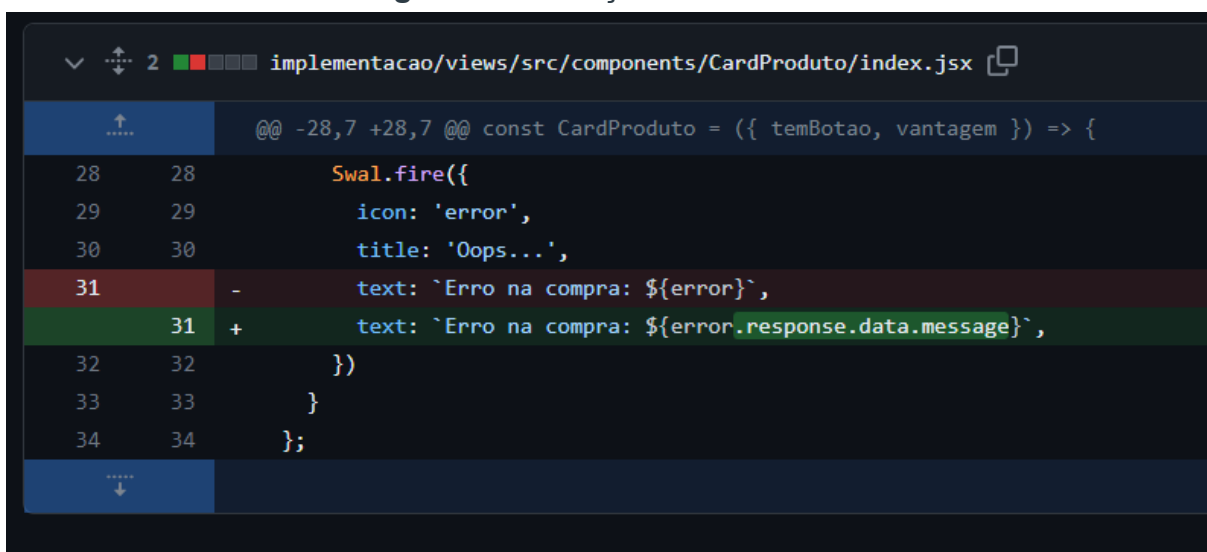 2 implementacao/views/src/components/CardProduto/index.jsx
@@ -28,7 +28,7 @@ const CardProduto = ({ temBotao, vantagem }) => {
28 28 Swal.fire({
29 29 icon: 'error',
30 30 title: 'Oops...',
31 - text: `Erro na compra: ${error}`,
31 + text: `Erro na compra: ${error.response.data.message}`,
32 32 })
33 33 }
34 34 };